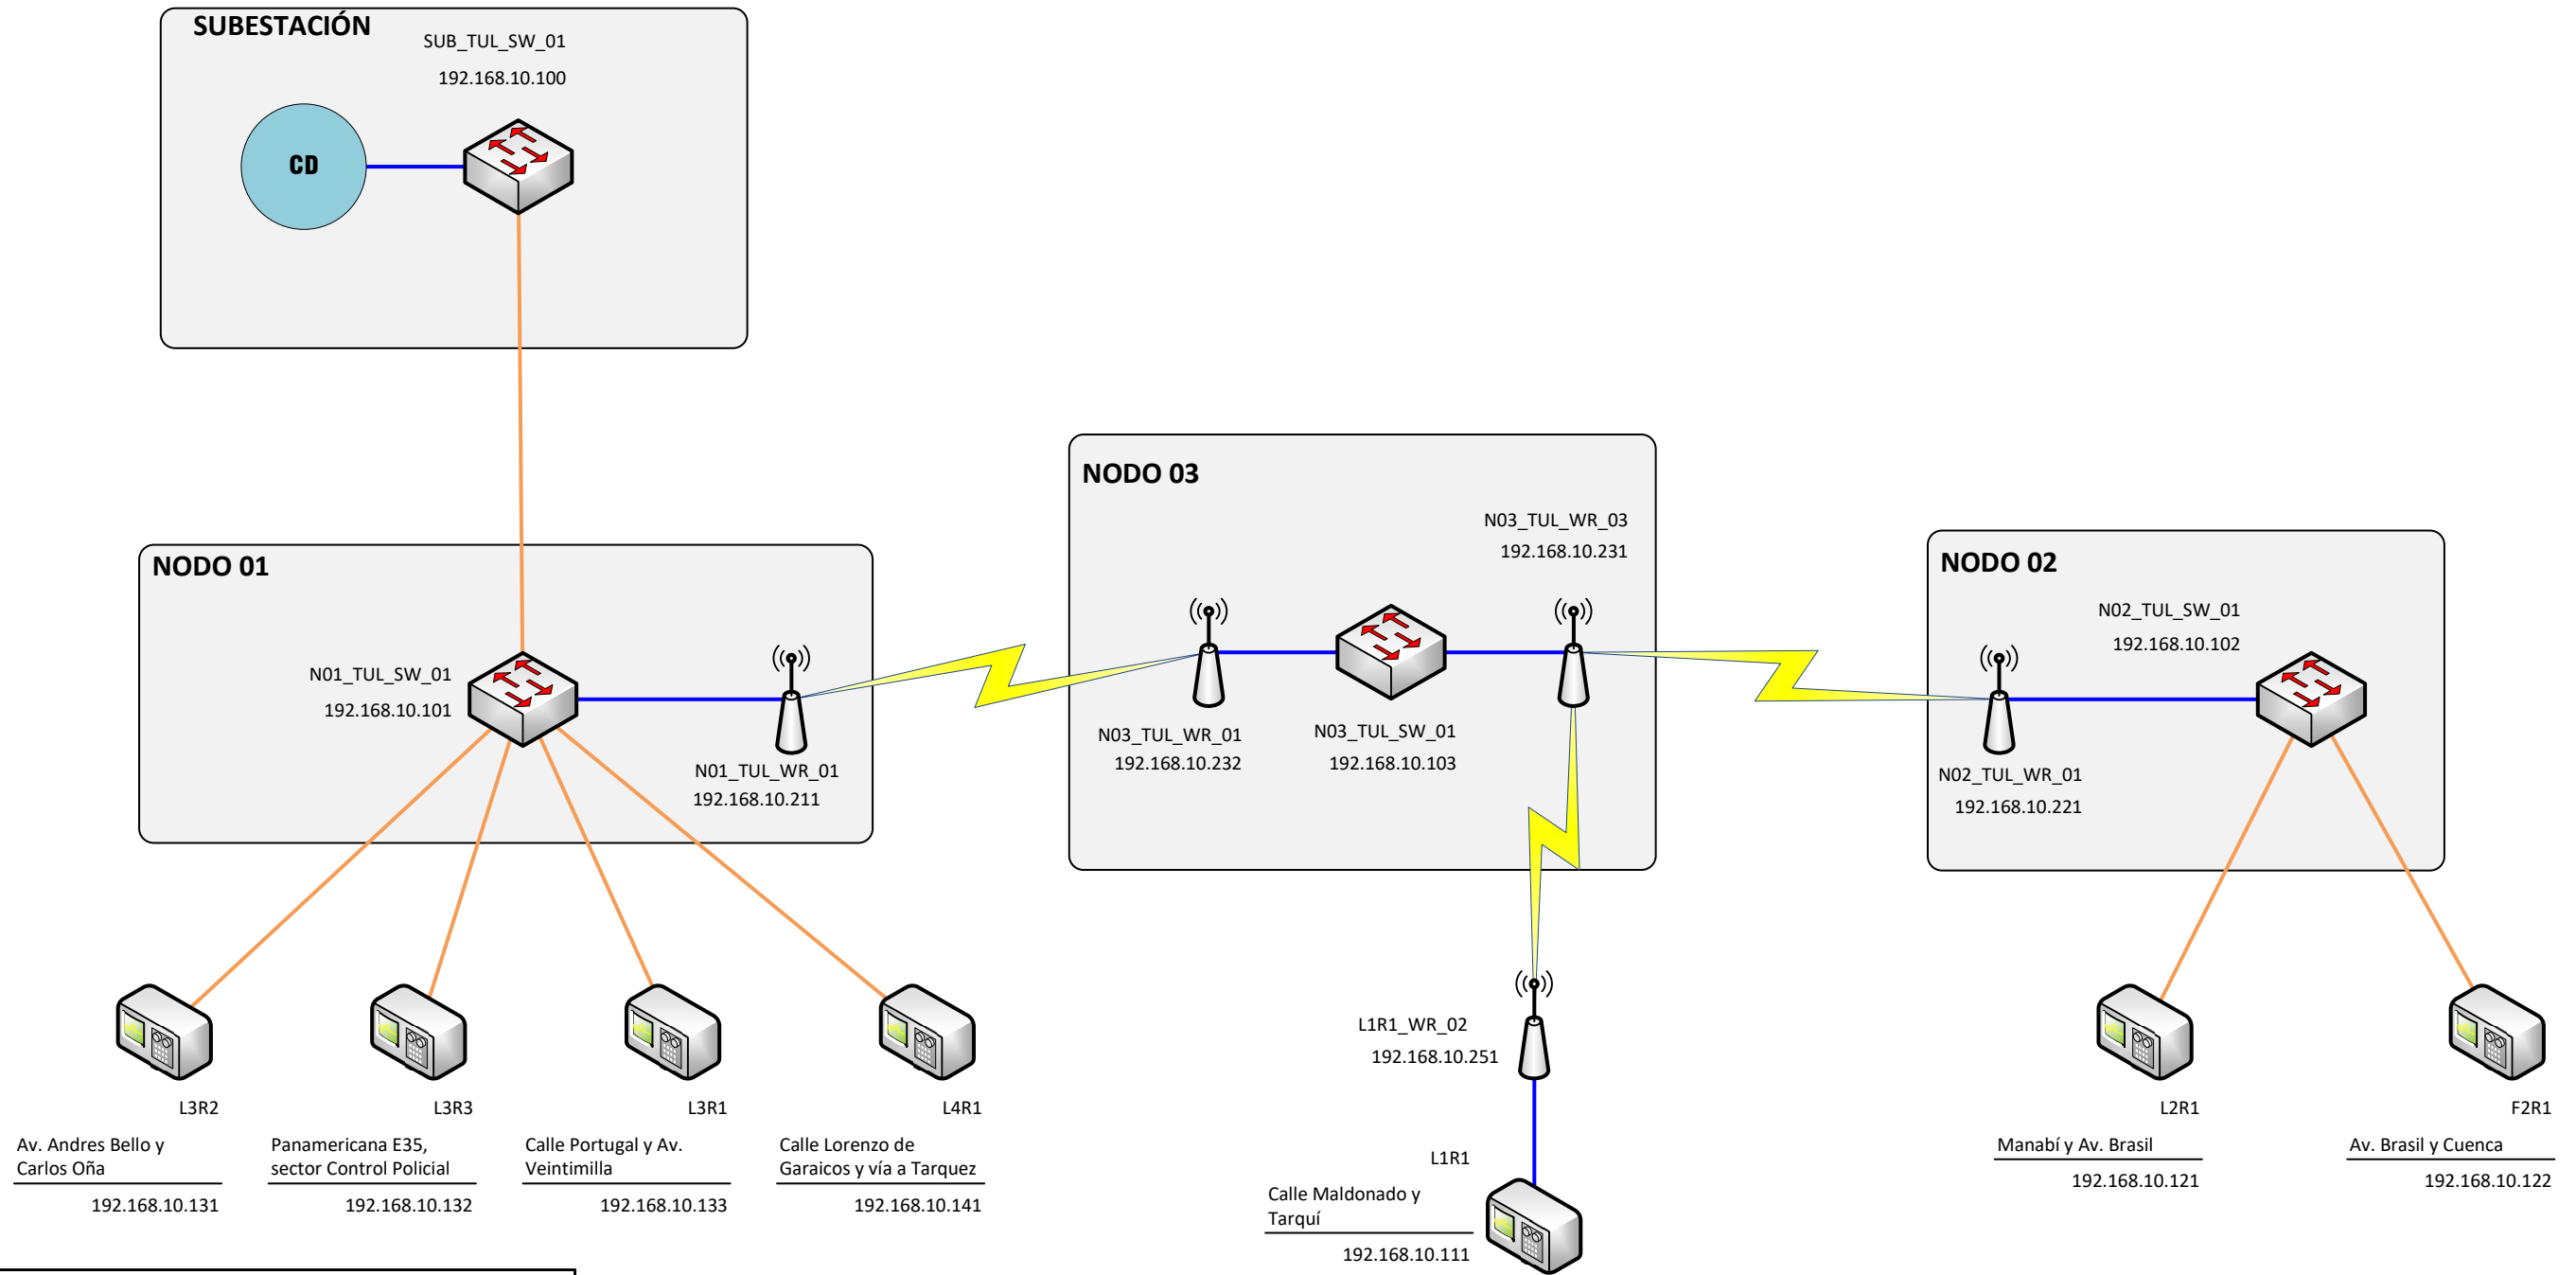 SUBESTACIÓN
SUB_TUL_SW_01
192.168.10.100
CD
NODO 03
N03_TUL_WR_03
192.168.10.231
NODO 01
NODO 02
N02_TUL_SW_01
192.168.10.102
N01_TUL_SW_01
192.168.10.101
N03_TUL_WR_01
192.168.10.232
N03_TUL_SW_01
192.168.10.103
N01_TUL_WR_01
192.168.10.211
N02_TUL_WR_01
192.168.10.221
L1R1_WR_02
192.168.10.251
L3R2
Av. Andres Bello y
Carlos Oña
192.168.10.131
L3R3
Panamericana E35,
sector Control Policial
192.168.10.132
L3R1
Calle Portugal y Av.
Veintimilla
192.168.10.133
L4R1
Calle Lorenzo de
Garaicos y vía a Tarquez
192.168.10.141
L1R1
Calle Maldonado y
Tarquí
192.168.10.111
L2R1
Manabí y Av. Brasil
192.168.10.121
F2R1
Av. Brasil y Cuenca
192.168.10.122